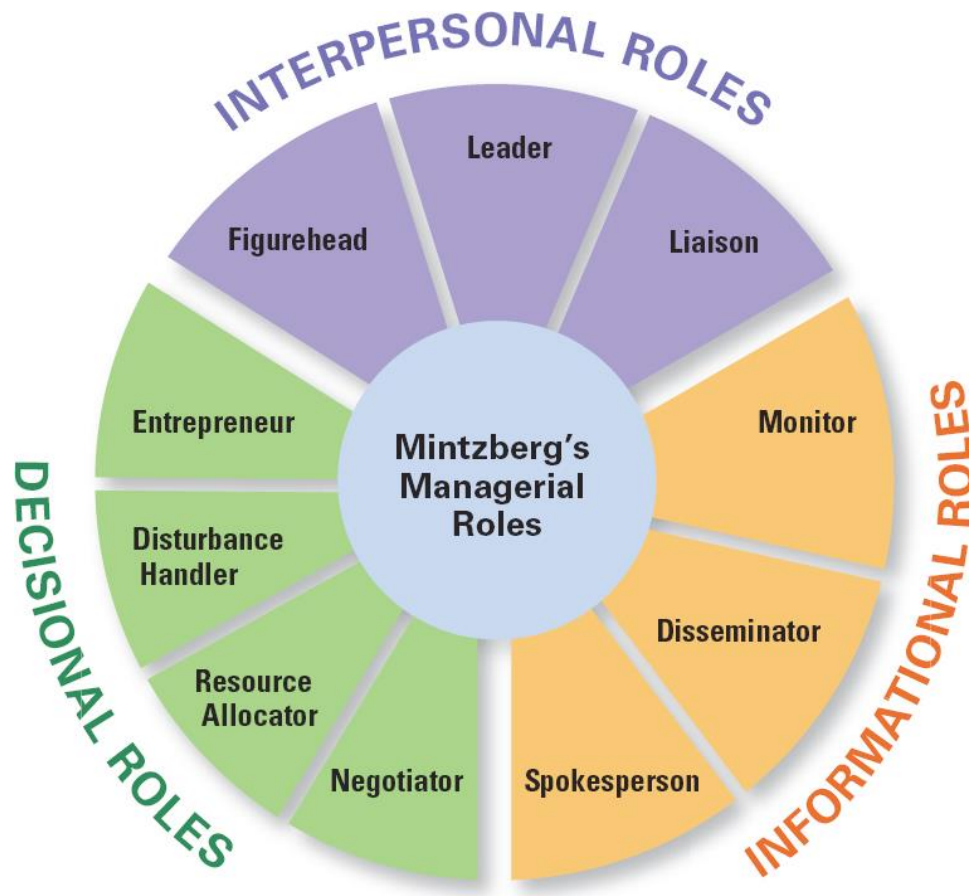 INTERPERSONAL ROLES
Figurehead
Leader
Liaison
INFORMATIONAL ROLES
Monitor
Disseminator
Spokesperson
DECISIONAL ROLES
Entrepreneur
Disturbance
Handler
Resource
Allocator
Negotiator
Mintzberg's
Managerial
Roles